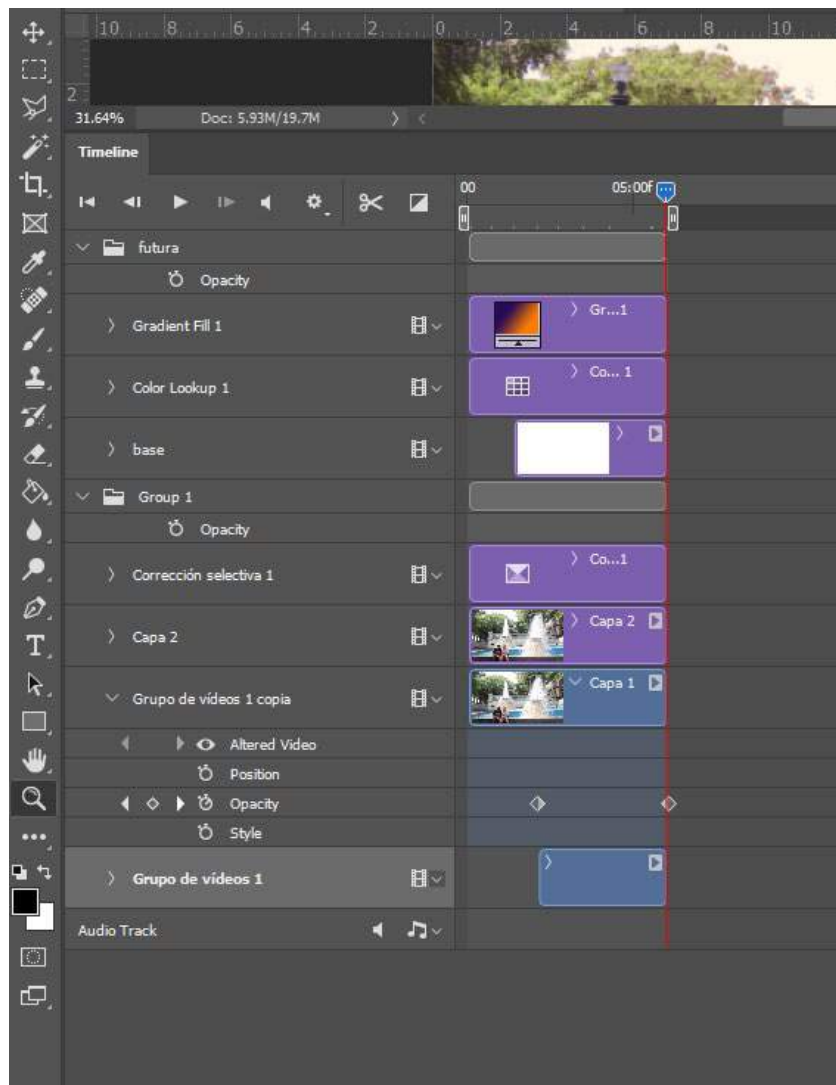 10 8 6 4 2 0 2 4 6 8 10
2
31.64% Doc: 5.93M/19.7M
Timeline
00 05:00f
futura
Opacity
Gradient Fill 1 Gr...1
Color Lookup 1 Co... 1
base
Group 1
Opacity
Corrección selectiva 1 Co...1
Capa 2 Capa 2
Grupo de vídeos 1 copia Capa 1
Altered Video
Position
Opacity
Style
Grupo de vídeos 1
Audio Track
T